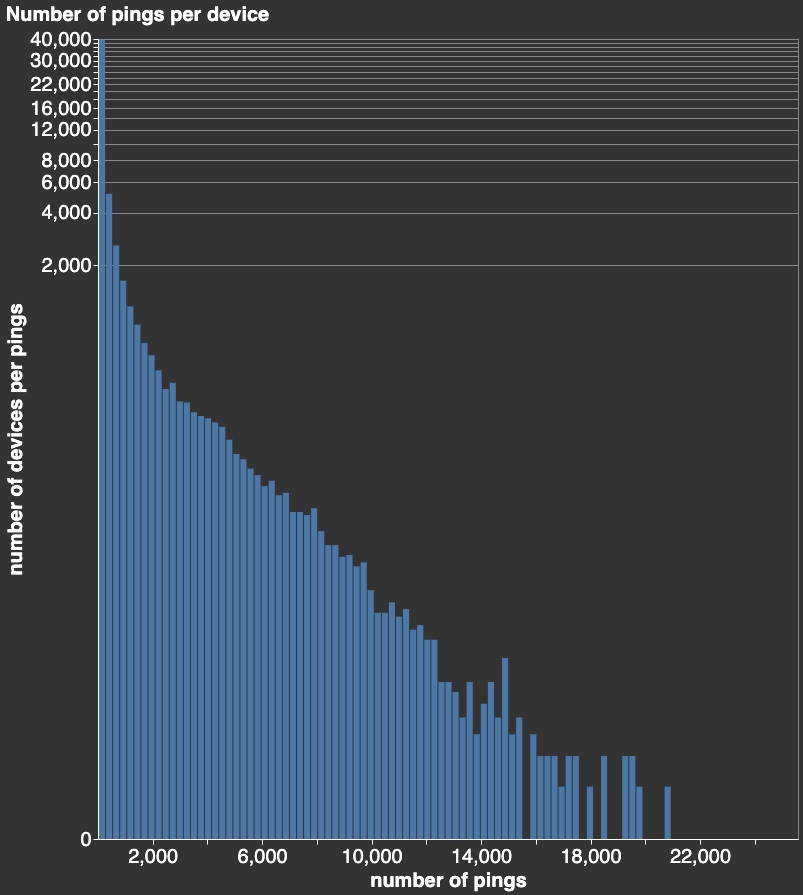 Number of pings per device
40,000
30,000
22,000
16,000
12,000
8,000
6,000
4,000
2,000
0
number of devices per pings
2,000 6,000 10,000 14,000 18,000 22,000
number of pings